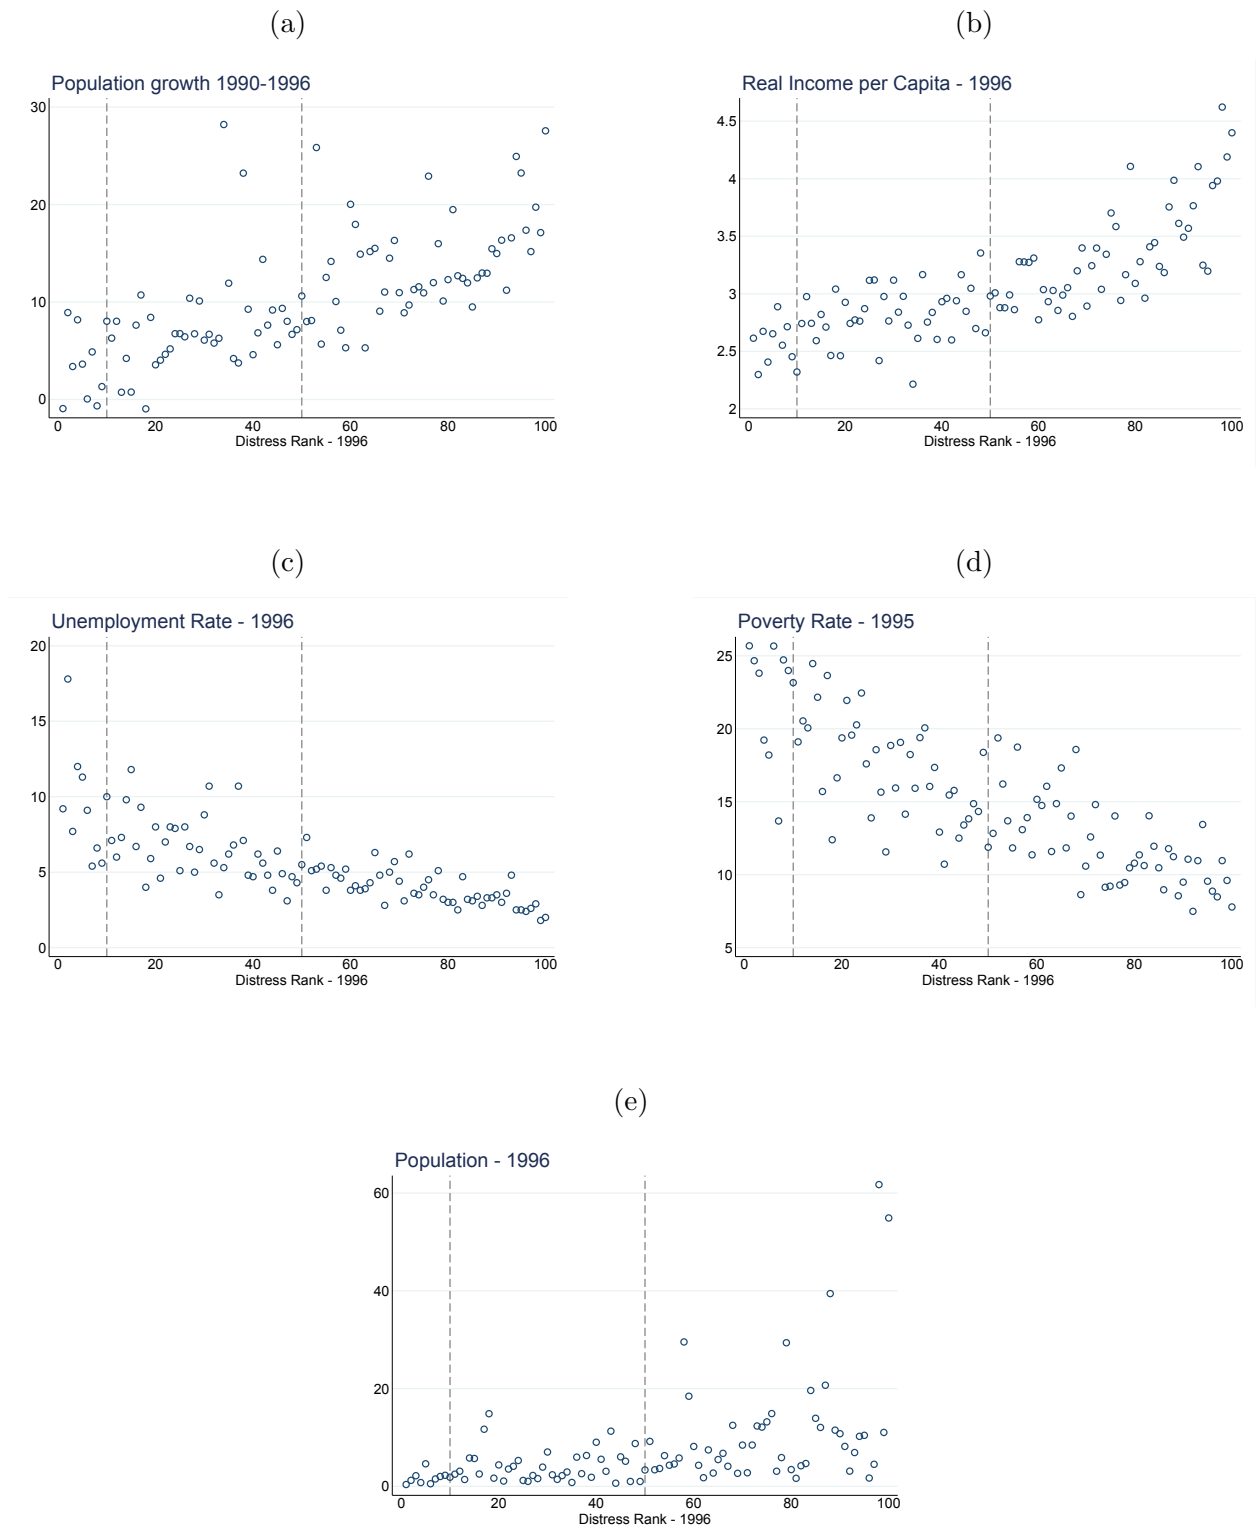 (a)
Population growth 1990-1996
30
20
10
0
0 20 40 60 80 100
Distress Rank - 1996
(b)
Real Income per Capita - 1996
4.5
4
3.5
3
2.5
2
0 20 40 60 80 100
Distress Rank - 1996
(c)
Unemployment Rate - 1996
20
15
10
5
0
0 20 40 60 80 100
Distress Rank - 1996
(d)
Poverty Rate - 1995
25
20
15
10
5
0 20 40 60 80 100
Distress Rank - 1996
(e)
Population - 1996
60
40
20
0
0 20 40 60 80 100
Distress Rank - 1996